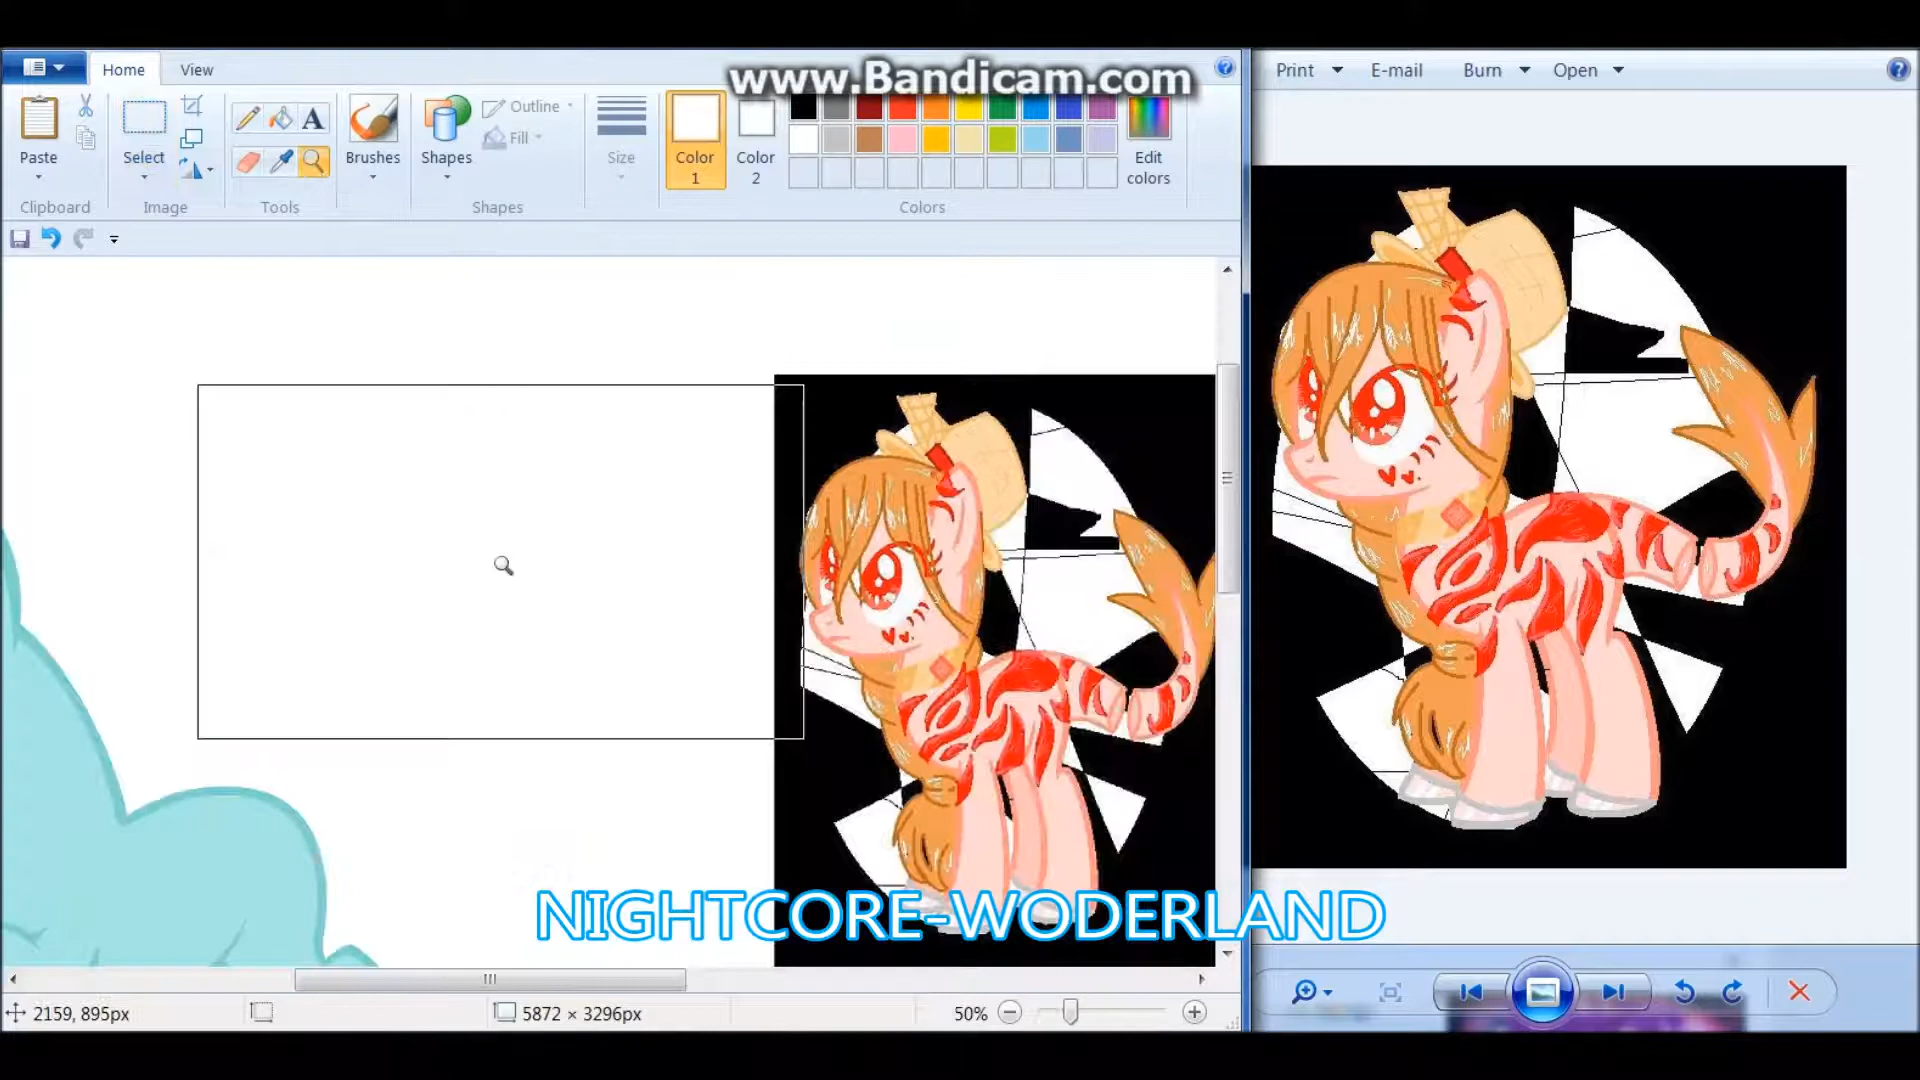 www.Bandicam.com
Home
View
Print
E-mail
Burn
Open
Paste
Select
Brushes
Shapes
Outline
Fill
Size
Color
1
Color
2
Edit
colors
Clipboard
Image
Tools
Shapes
Colors
NIGHTCORE-WODERLAND
2159, 895px
5872 × 3296px
50%